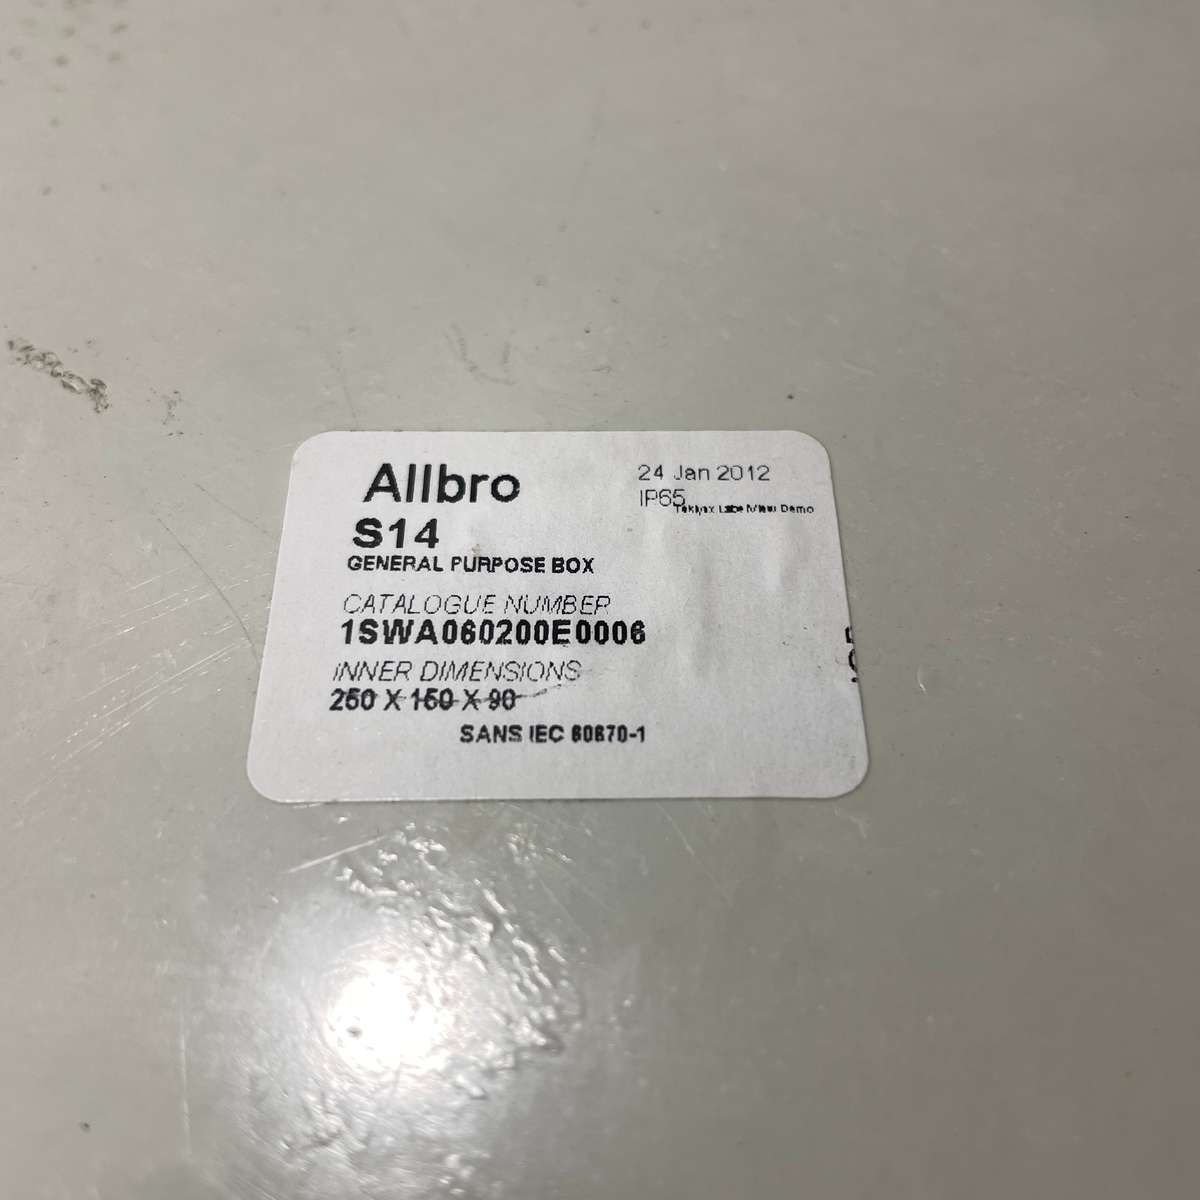 Allbro
24 Jan 2012
IP65
S14
GENERAL PURPOSE BOX
CATALOGUE NUMBER
1SWA060200E0006
INNER DIMENSIONS
250 X 150 X 90
SANS IEC 60670-1